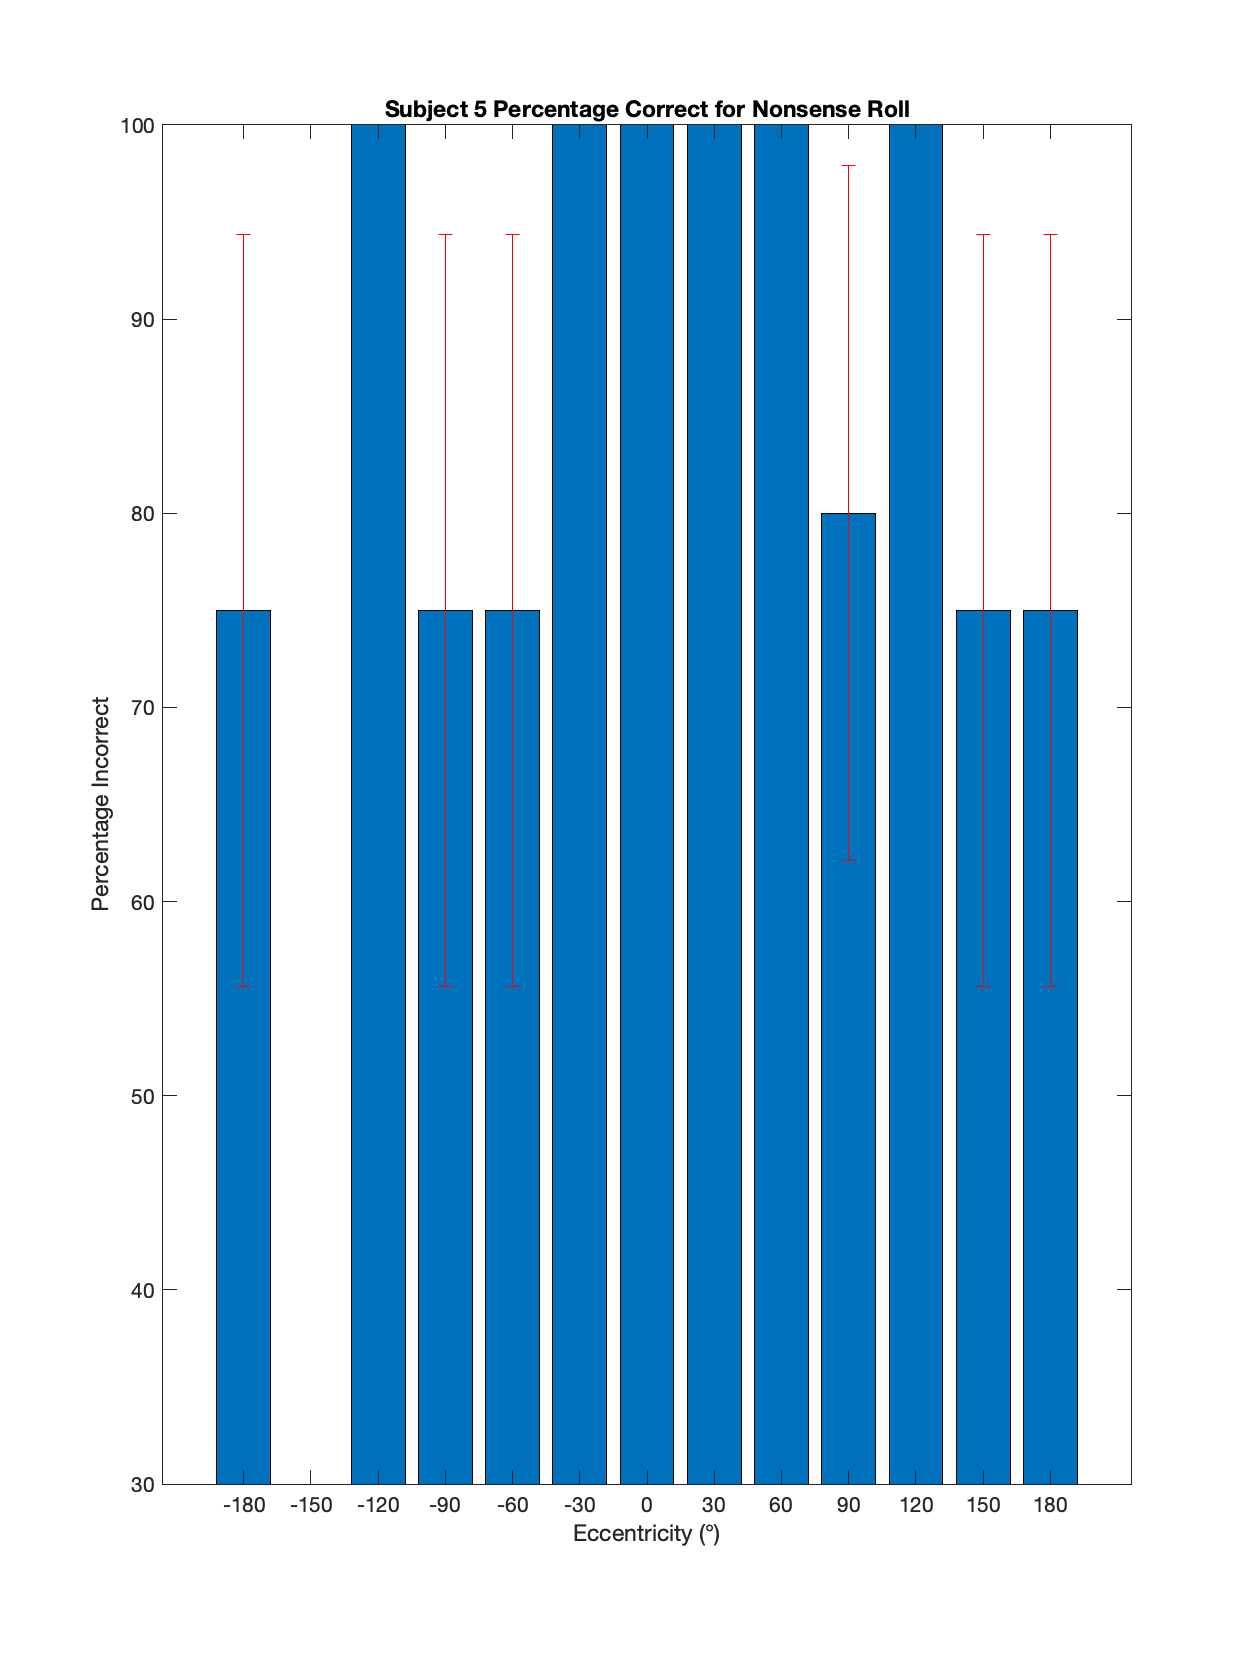 Subject 5 Percentage Correct for Nonsense Roll
100
90
80
70
60
50
40
30
Percentage Incorrect
-180 -150 -120 -90 -60 -30 0 30 60 90 120 150 180
Eccentricity (°)